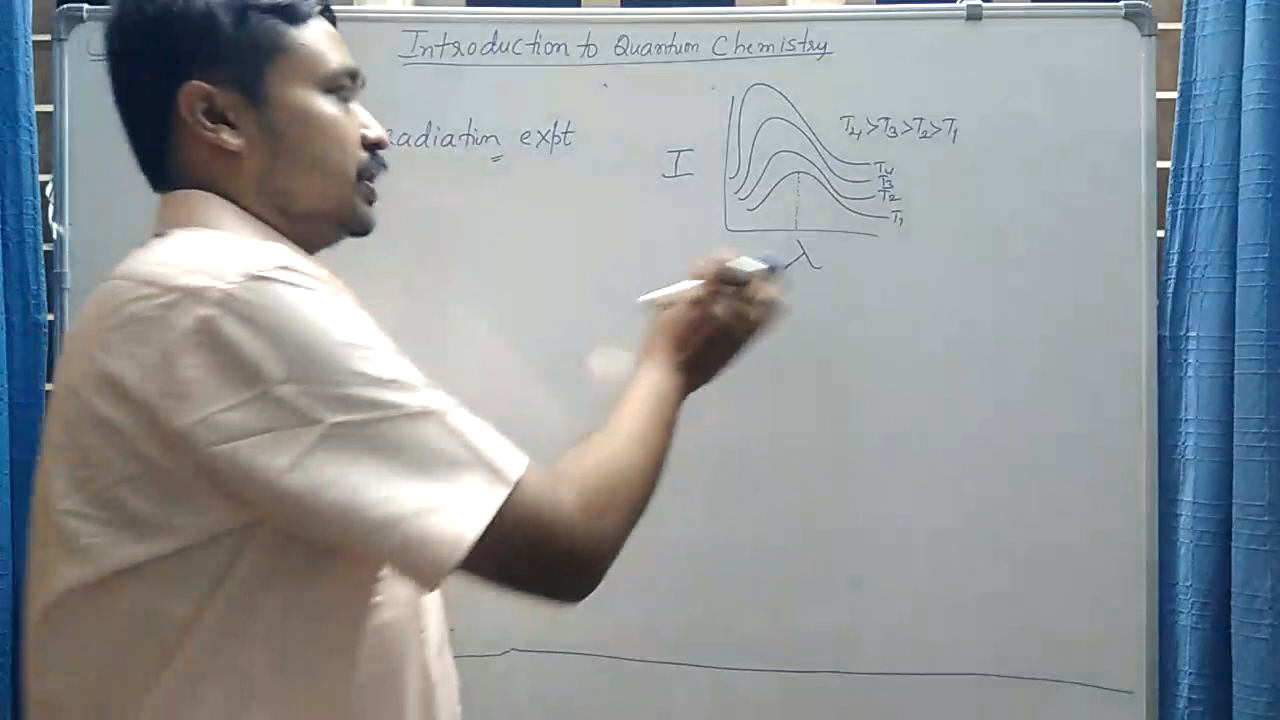 Introduction to Quantum Chemistry
radiation expt
I
T4 > T3 > T2 > T1
T4
T3
T2
T1
λ